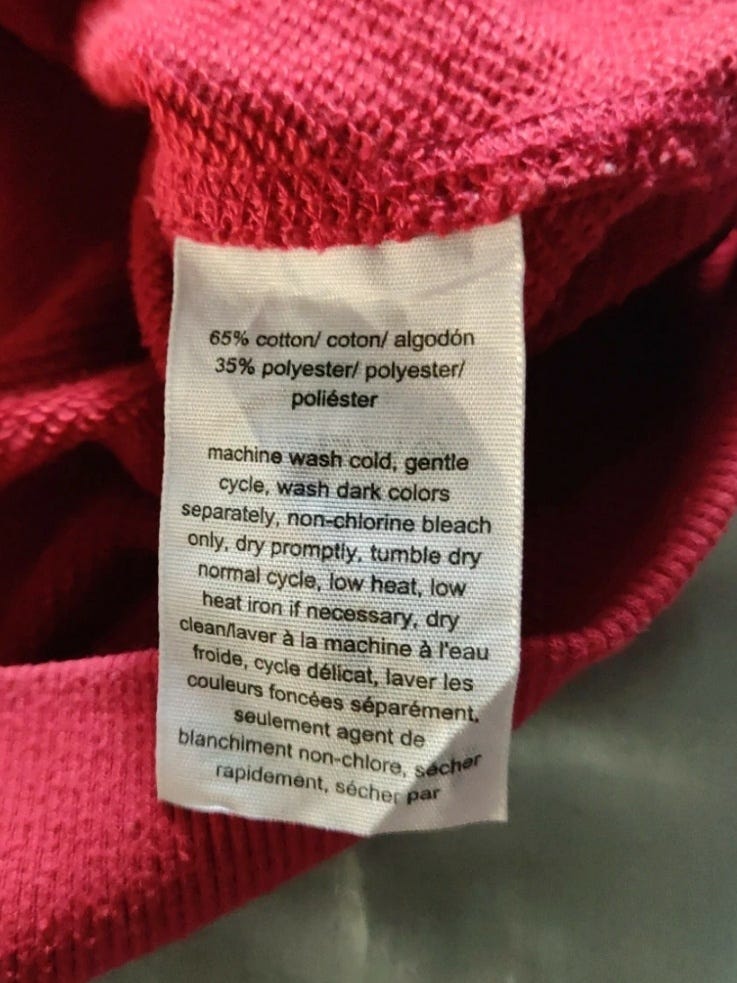 65% cotton/ coton/ algodón
35% polyester/ polyester/
poliéster
machine wash cold, gentle
cycle, wash dark colors
separately, non-chlorine bleach
only, dry promptly, tumble dry
normal cycle, low heat, low
heat iron if necessary, dry
clean/laver à la machine à l'eau
froide, cycle délicat, laver les
couleurs foncées séparément,
seulement agent de
blanchiment non-chlore, sécher
rapidement, sécher par